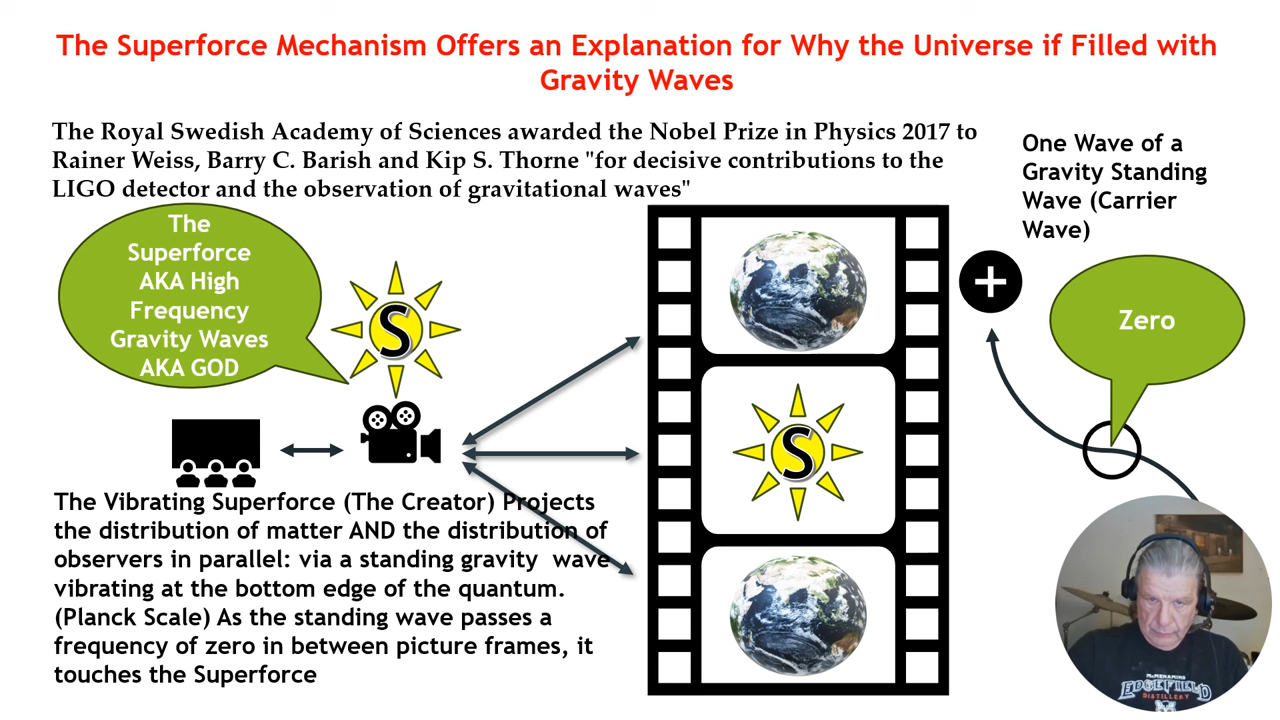 The Superforce Mechanism Offers an Explanation for Why the Universe if Filled with
Gravity Waves
The Royal Swedish Academy of Sciences awarded the Nobel Prize in Physics 2017 to
Rainer Weiss, Barry C. Barish and Kip S. Thorne "for decisive contributions to the
LIGO detector and the observation of gravitational waves"
One Wave of a
Gravity Standing
Wave (Carrier
Wave)
The
Superforce
AKA High
Frequency
Gravity Waves
AKA GOD
S
+
Zero
S
The Vibrating Superforce (The Creator) Projects
the distribution of matter AND the distribution of
observers in parallel: via a standing gravity  wave
vibrating at the bottom edge of the quantum.
(Planck Scale) As the standing wave passes a
frequency of zero in between picture frames, it
touches the Superforce
McMENAMINS
EDGEFIELD
DISTILLERY